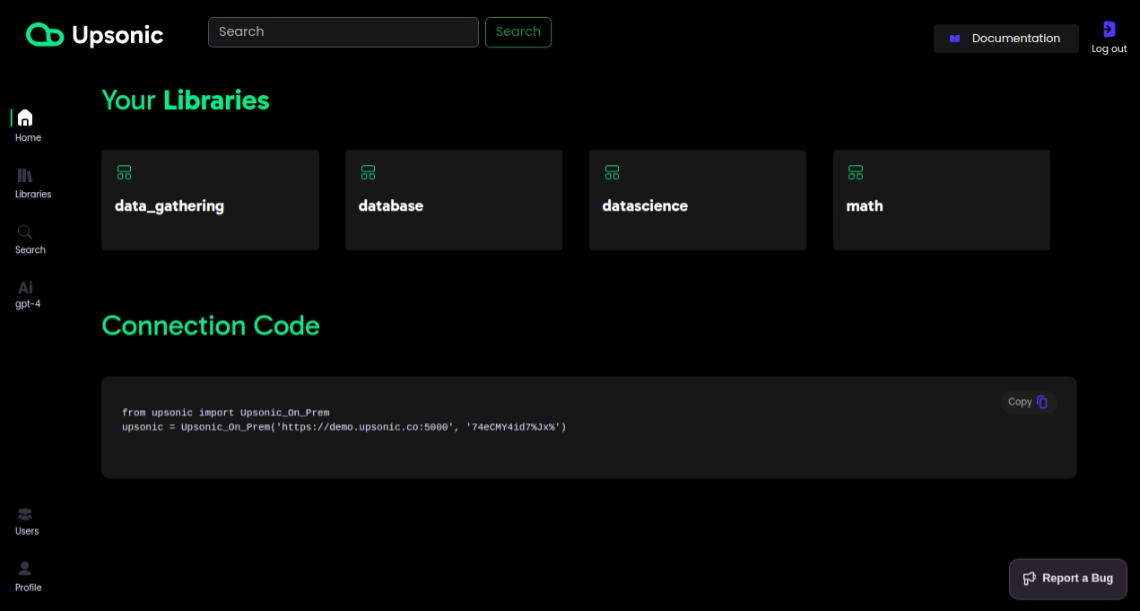 Upsonic
Search
Search
Documentation
Log out
Your Libraries
Home
Libraries
Search
Ai
gpt-4
data_gathering
database
datascience
math
Connection Code
Copy
from upsonic import Upsonic_On_Prem
upsonic = Upsonic_On_Prem('https://demo.upsonic.co:5000', '74eCMY4id7%Jx%')
Users
Profile
Report a Bug